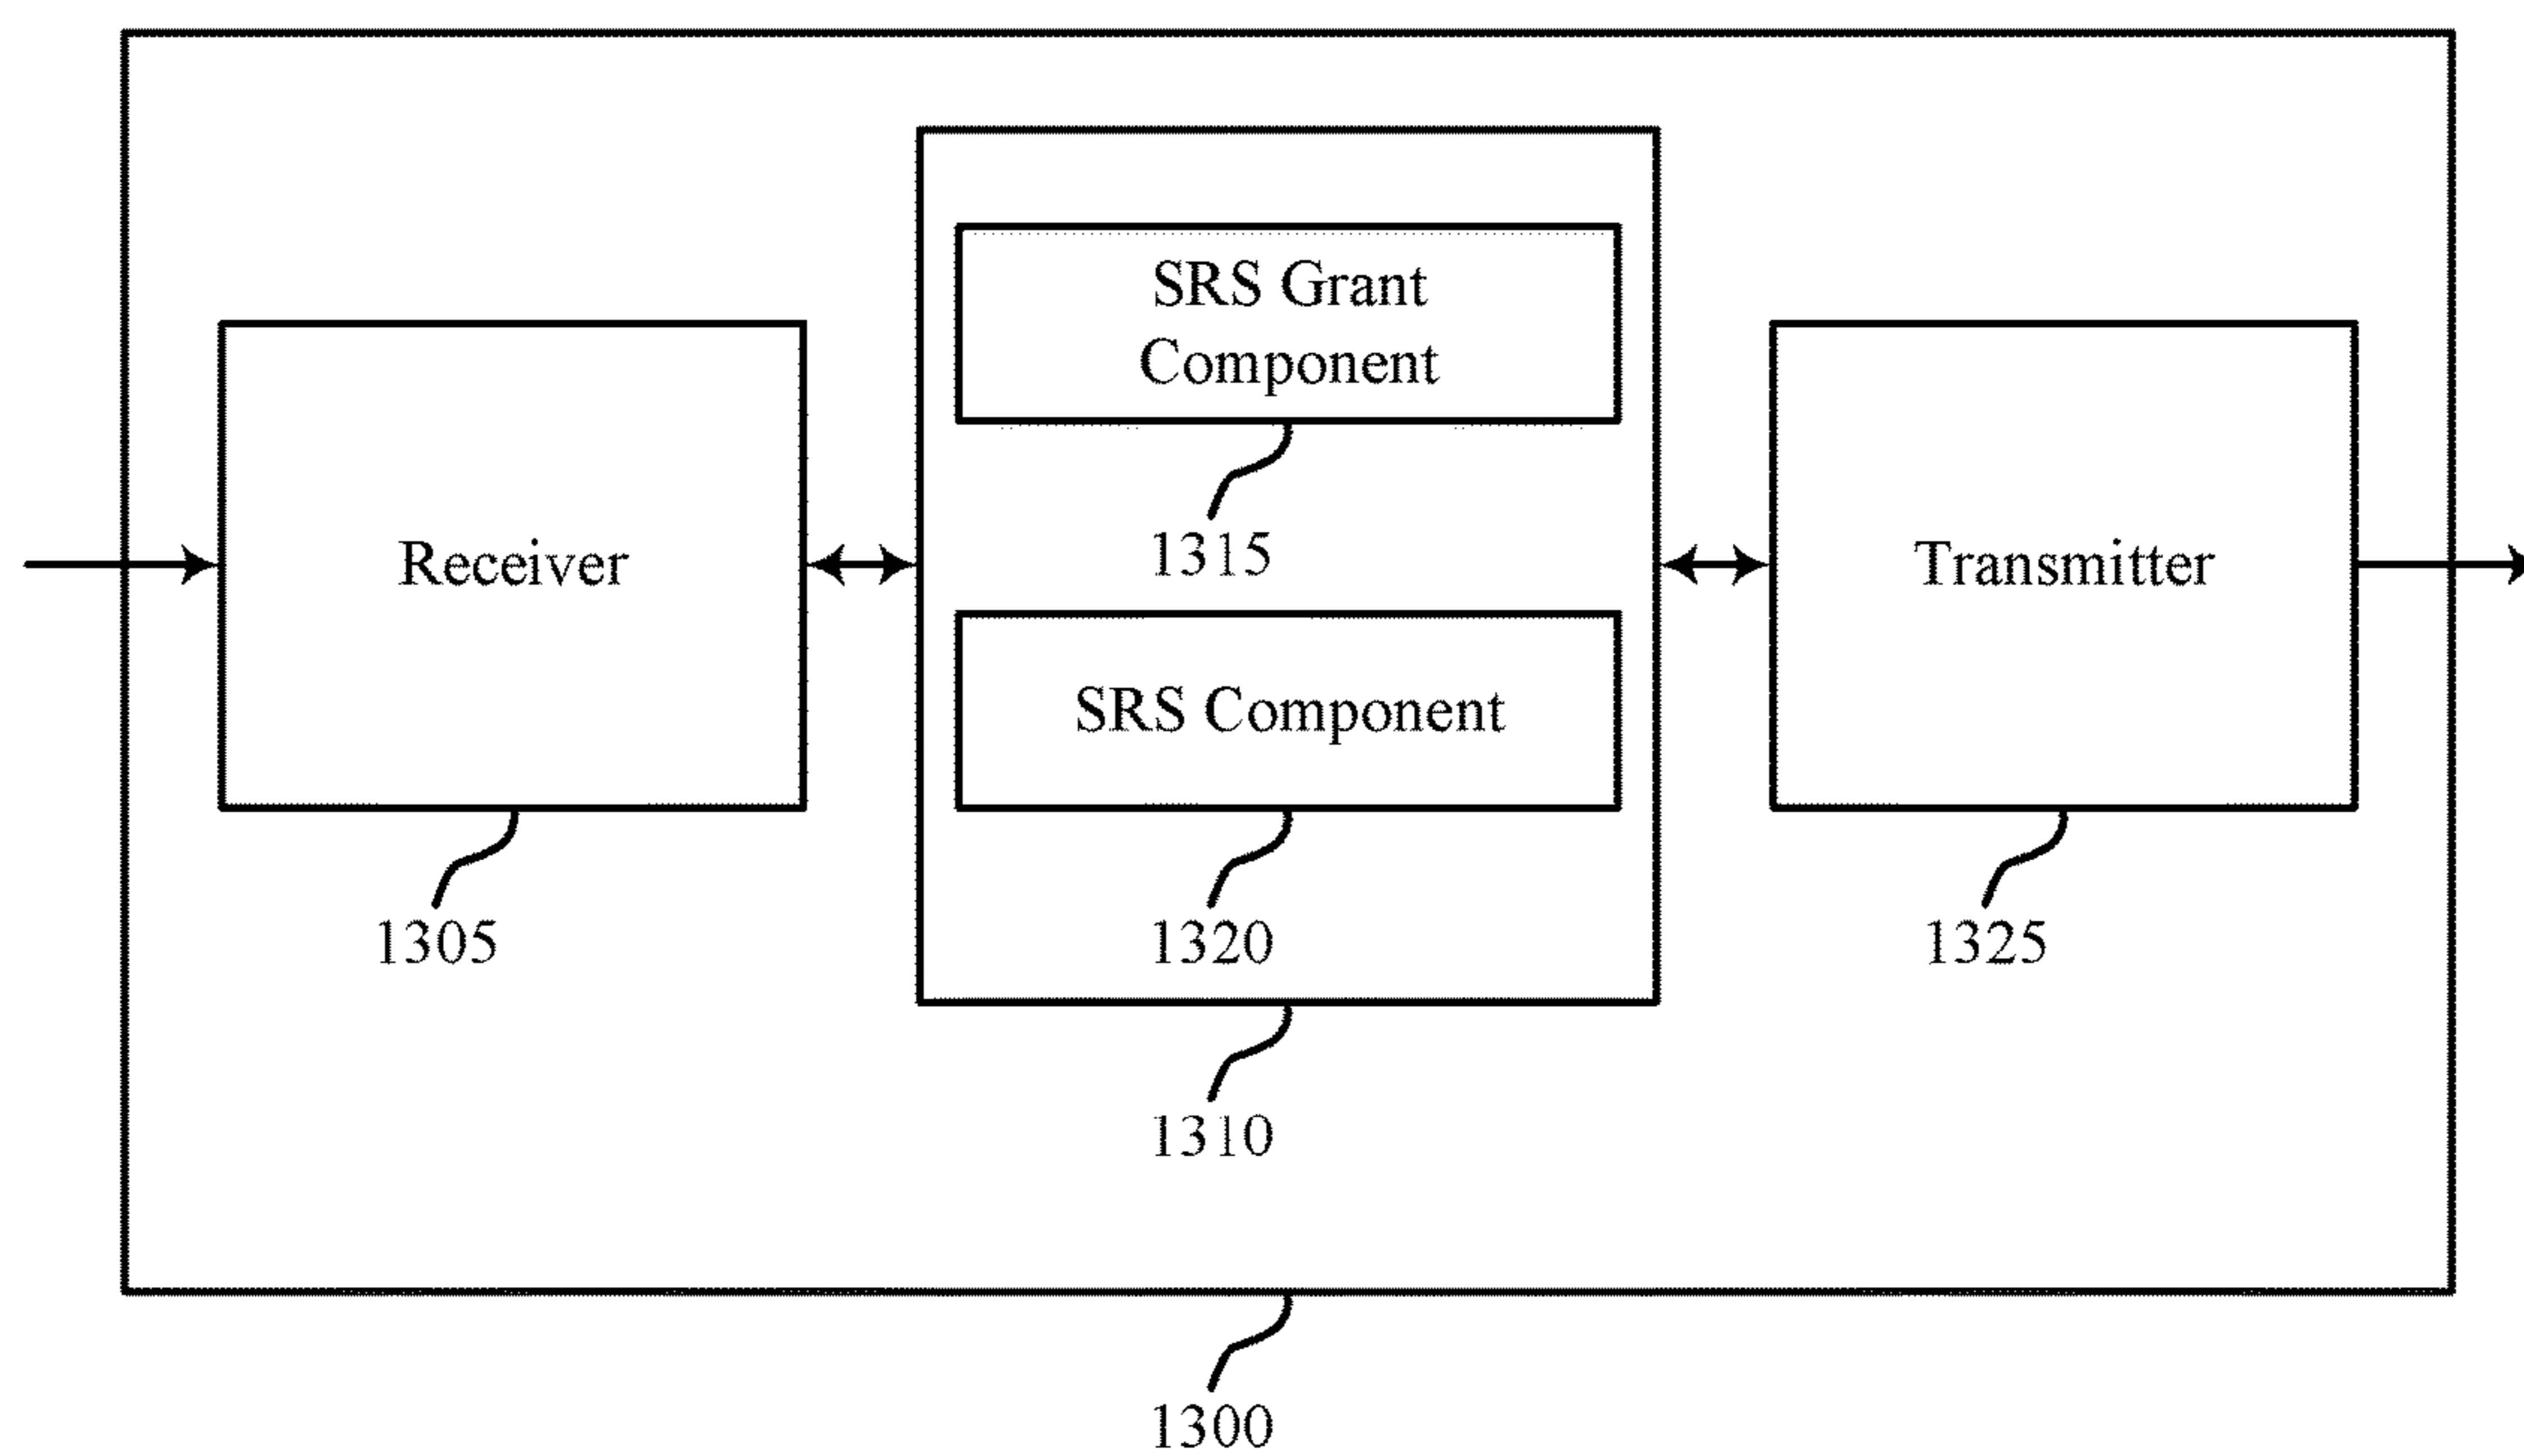 SRS Grant
Component
1315
Receiver
Transmitter
SRS Component
1305
1320
1325
1310
1300